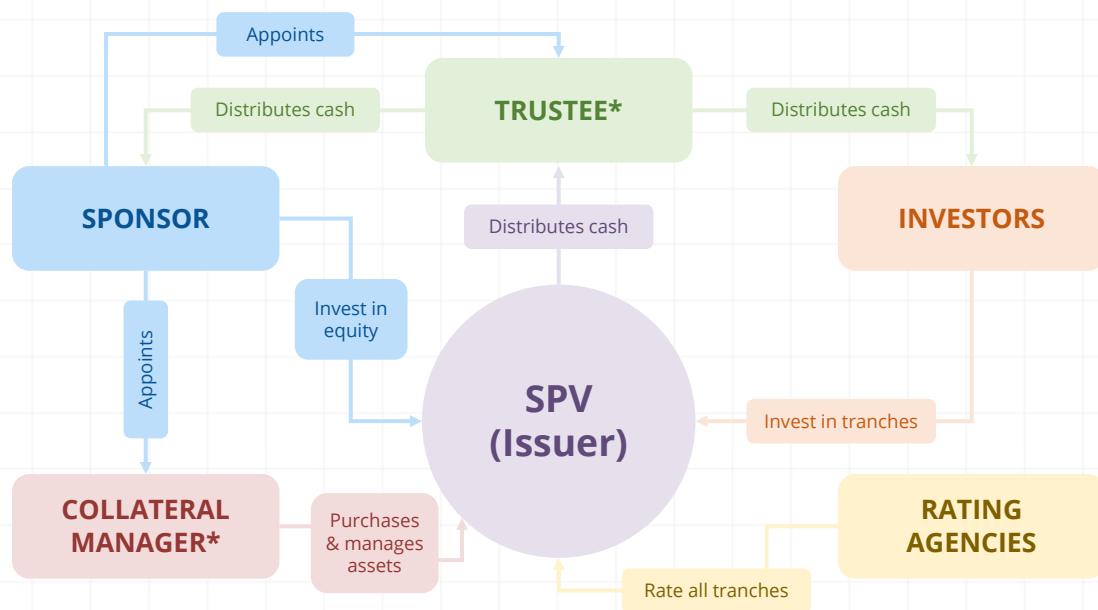 Appoints
Distributes cash
TRUSTEE*
Distributes cash
SPONSOR
Distributes cash
INVESTORS
Appoints
Invest in
equity
SPV
(Issuer)
Invest in tranches
COLLATERAL
MANAGER*
Purchases
& manages
assets
RATING
AGENCIES
Rate all tranches